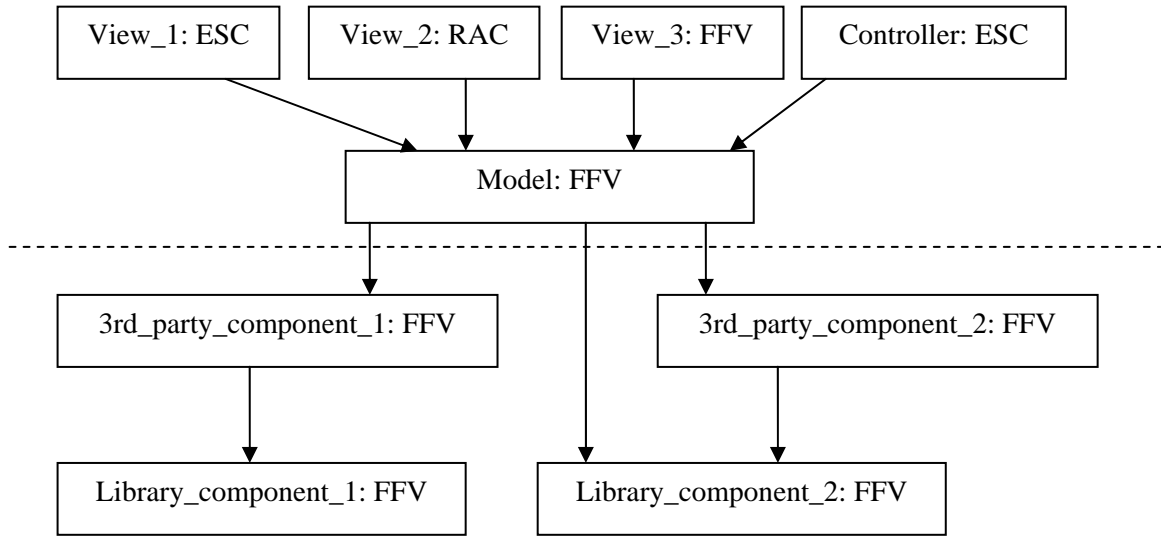 View_1: ESC
View_2: RAC
View_3: FFV
Controller: ESC
Model: FFV
3rd_party_component_1: FFV
3rd_party_component_2: FFV
Library_component_1: FFV
Library_component_2: FFV